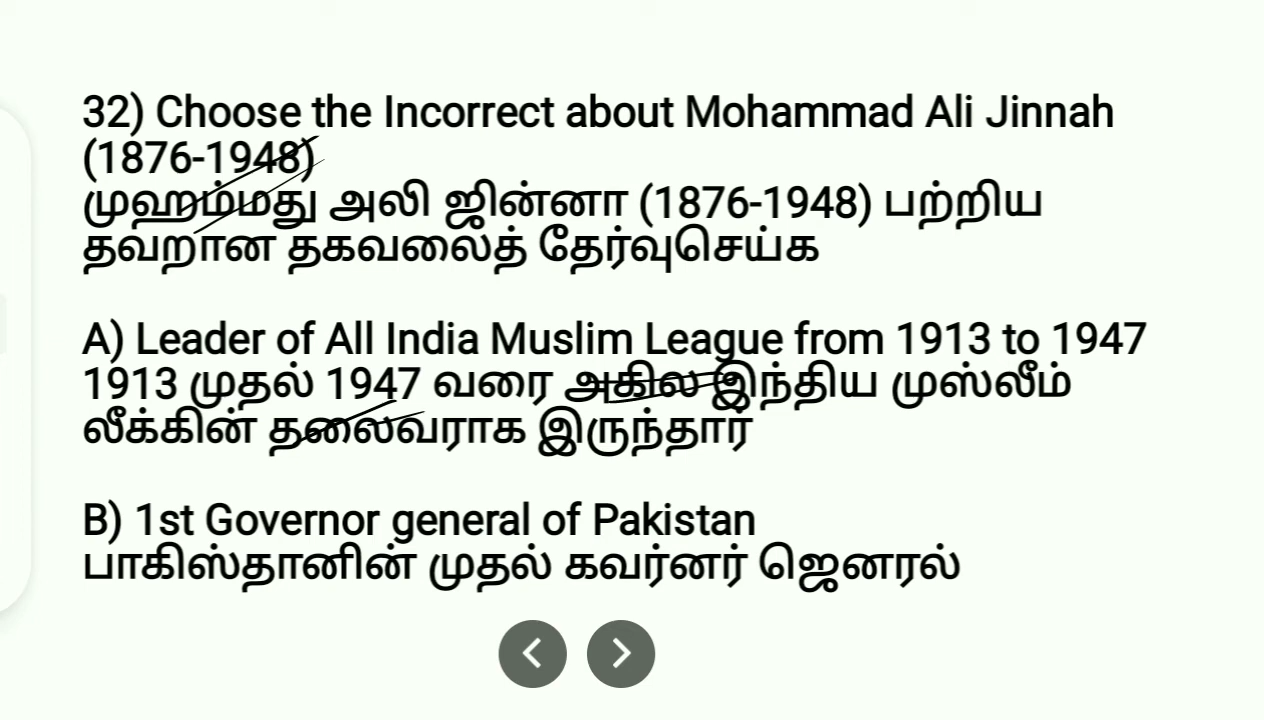 32) Choose the Incorrect about Mohammad Ali Jinnah
(1876-1948)
முஹம்மது அலி ஜின்னா (1876-1948) பற்றிய
தவறான தகவலைத் தேர்வுசெய்க
A) Leader of All India Muslim League from 1913 to 1947
1913 முதல் 1947 வரை அகில இந்திய முஸ்லீம்
லீக்கின் தலைவராக இருந்தார்
B) 1st Governor general of Pakistan
பாகிஸ்தானின் முதல் கவர்னர் ஜெனரல்